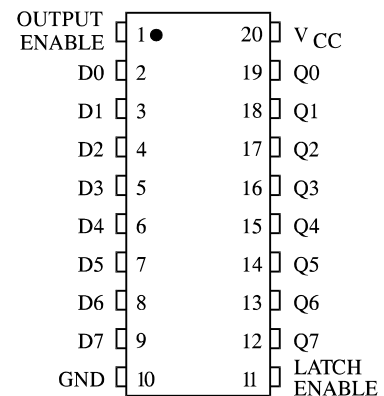 OUTPUT
ENABLE 1 20 V CC
D0 2 19 Q0
D1 3 18 Q1
D2 4 17 Q2
D3 5 16 Q3
D4 6 15 Q4
D5 7 14 Q5
D6 8 13 Q6
D7 9 12 Q7
GND 10 11 LATCH
ENABLE